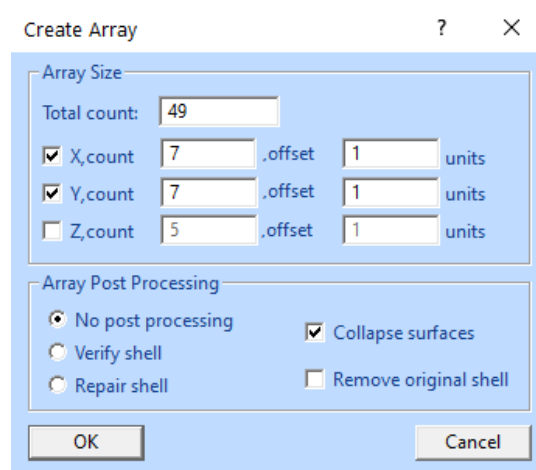 Create Array ? ×
Array Size
Total count: 49
X,count 7 ,offset 1 units
Y,count 7 ,offset 1 units
Z,count 5 ,offset 1 units
Array Post Processing
No post processing
Collapse surfaces
Verify shell
Remove original shell
Repair shell
OK Cancel